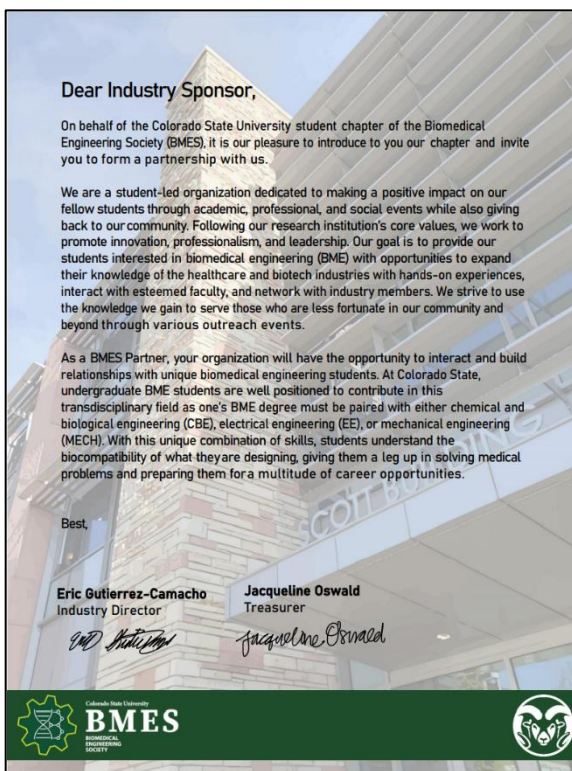 Dear Industry Sponsor,
On behalf of the Colorado State University student chapter of the Biomedical
Engineering Society (BMES), it is our pleasure to introduce to you our chapter and invite
you to form a partnership with us.
We are a student-led organization dedicated to making a positive impact on our
fellow students through academic, professional, and social events while also giving
back to our community. Following our research institution's core values, we work to
promote innovation, professionalism, and leadership. Our goal is to provide our
students interested in biomedical engineering (BME) with opportunities to expand
their knowledge of the healthcare and biotech industries with hands-on experiences,
interact with esteemed faculty, and network with industry members. We strive to use
the knowledge we gain to serve those who are less fortunate in our community and
beyond through various outreach events.
As a BMES Partner, your organization will have the opportunity to interact and build
relationships with unique biomedical engineering students. At Colorado State,
undergraduate BME students are well positioned to contribute in this
transdisciplinary field as one's BME degree must be paired with either chemical and
biological engineering (CBE), electrical engineering (EE), or mechanical engineering
(MECH). With this unique combination of skills, students understand the
biocompatibility of what they are designing, giving them a leg up in solving medical
problems and preparing them for a multitude of career opportunities.
SCOTT BUILDING
Best,
Eric Gutierrez-Camacho
Industry Director
Jacqueline Oswald
Treasurer
Jacqueline Oswald
Colorado State University
BMES
BIOMEDICAL
ENGINEERING
SOCIETY